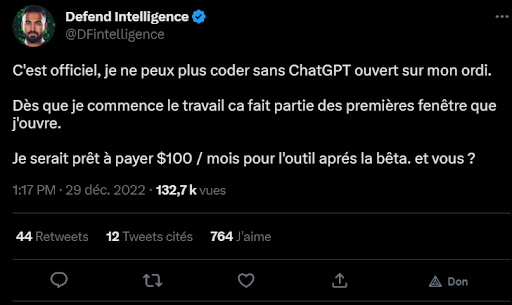 Defend Intelligence
@DFintelligence
C'est officiel, je ne peux plus coder sans ChatGPT ouvert sur mon ordi.
Dès que je commence le travail ca fait partie des premières fenêtre que
j'ouvre.
Je serait prêt à payer $100 / mois pour l'outil aprés la bêta. et vous ?
1:17 PM · 29 déc. 2022 · 132,7 k vues
44 Retweets 12 Tweets cités 764 J'aime
Don